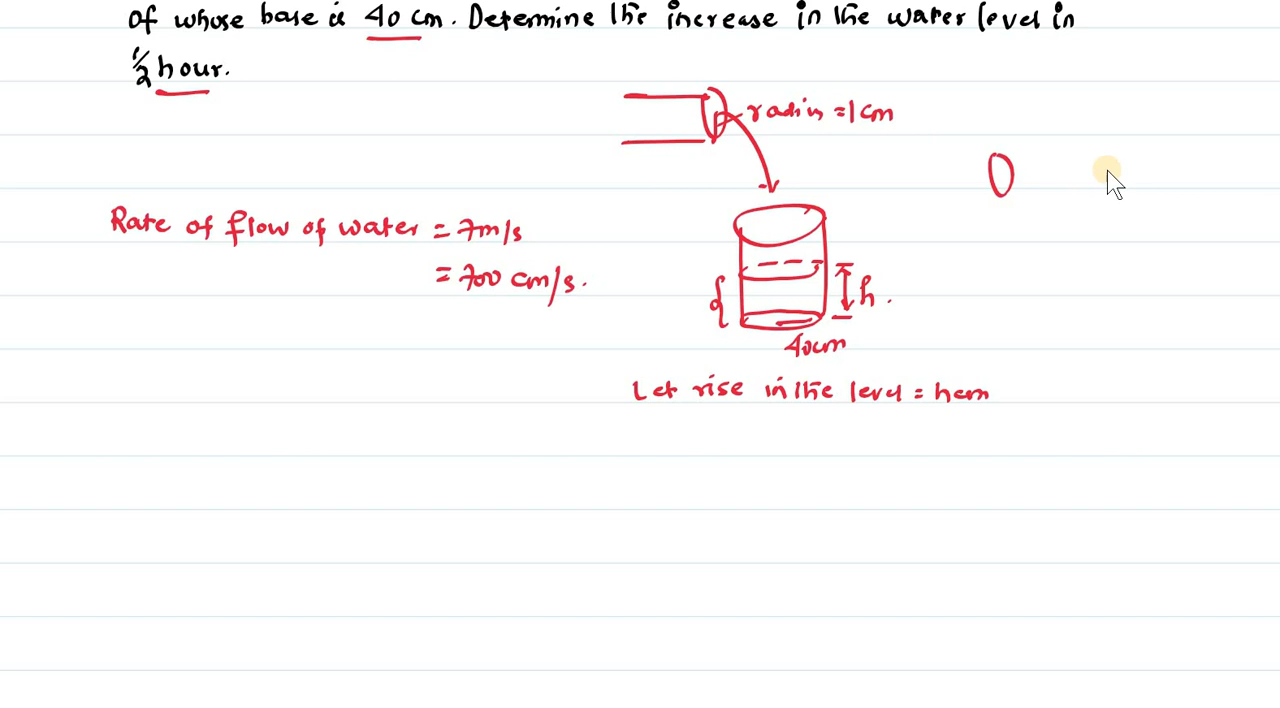 of whose base is 40 cm. Determine the increase in the water level in
1/2 hour.
radius = 1cm
Rate of flow of water = 7m/s
= 700 cm/s.
h.
40cm
Let rise in the level = hcm